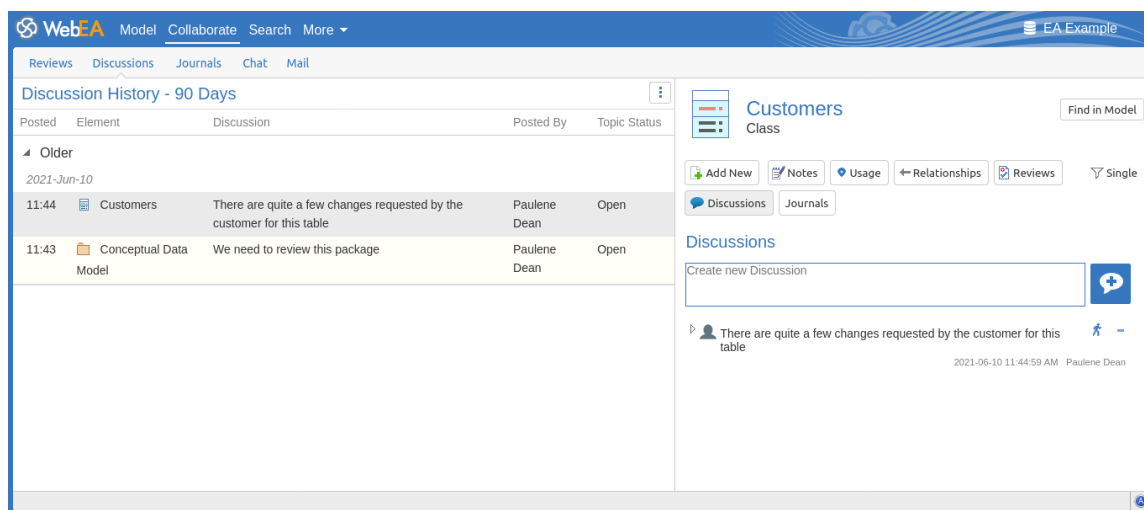 WebEA Model Collaborate Search More EA Example
Reviews Discussions Journals Chat Mail
Discussion History - 90 Days
Posted Element Discussion Posted By Topic Status
Older
2021-Jun-10
11:44 Customers There are quite a few changes requested by the Paulene Open
customer for this table Dean
11:43 Conceptual Data We need to review this package Paulene Open
Model Dean
Customers
Class
Find in Model
Add New Notes Usage Relationships Reviews Single
Discussions Journals
Discussions
Create new Discussion
There are quite a few changes requested by the customer for this
table
2021-06-10 11:44:59 AM Paulene Dean